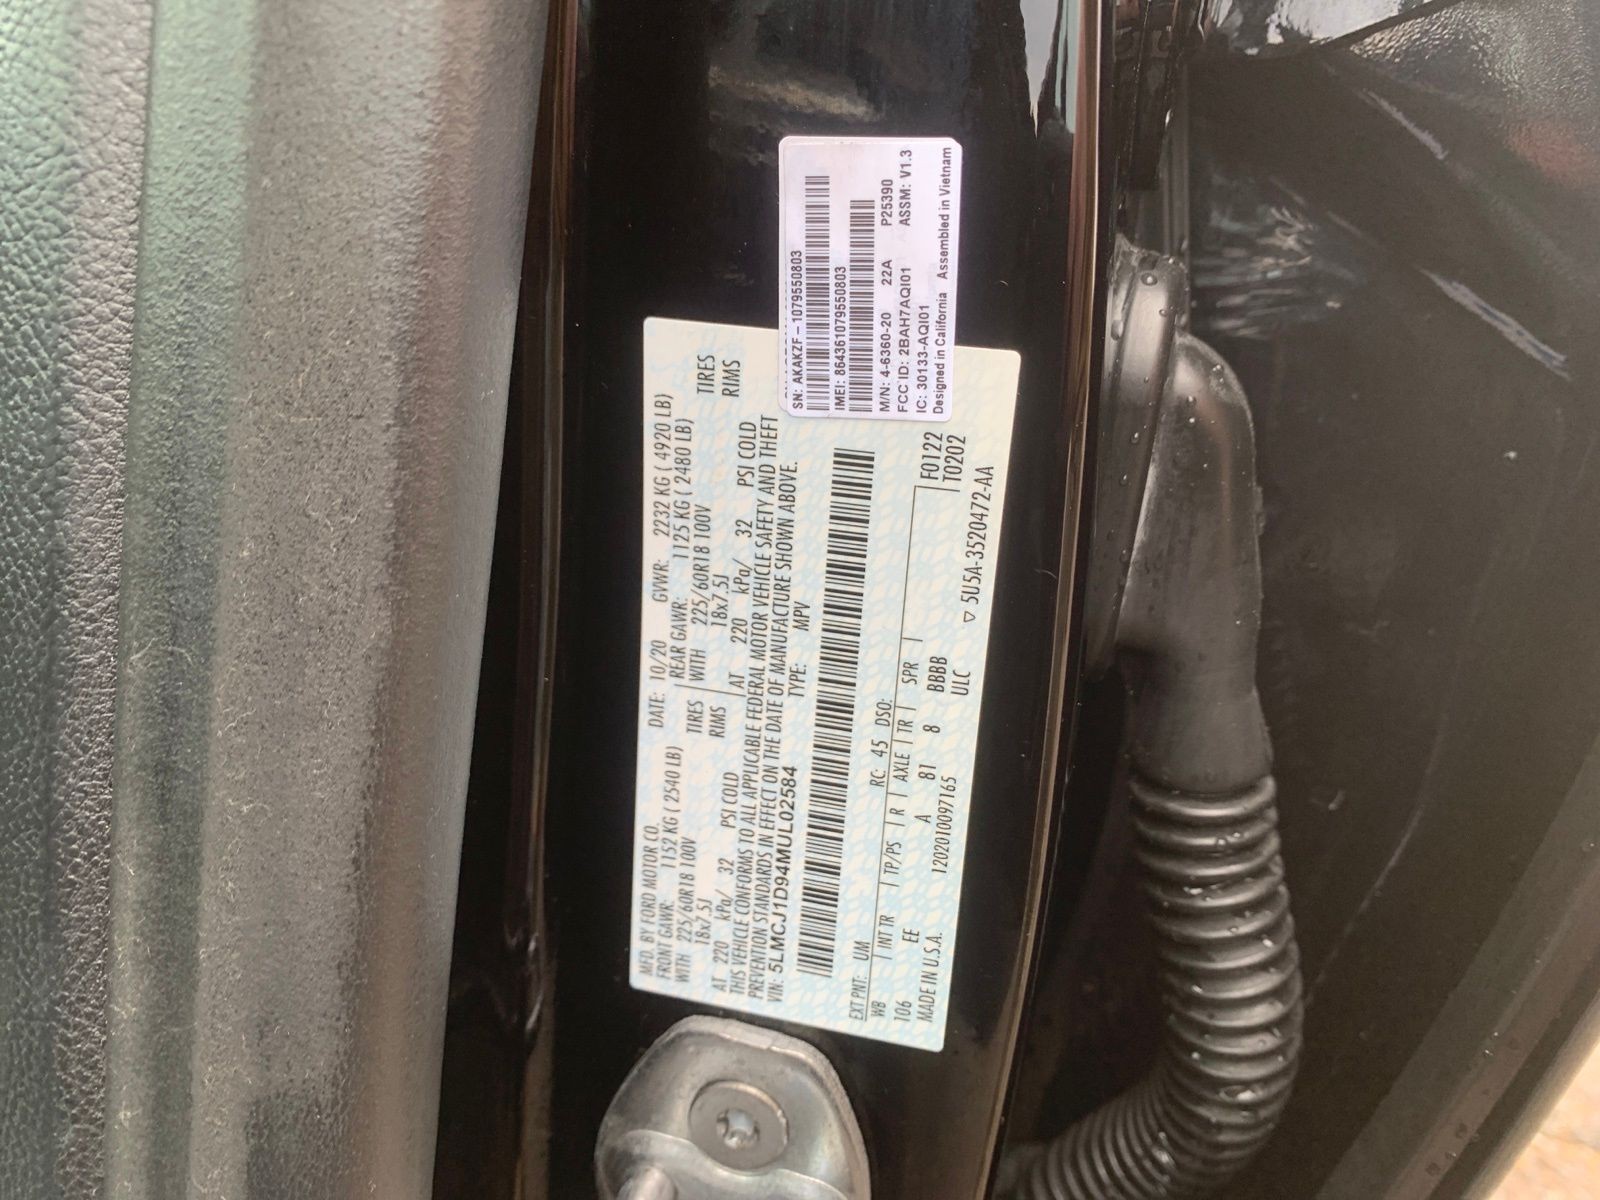 MFD. BY FORD MOTOR CO.
DATE: 10/20 GVWR: 2232 KG ( 4920 LB)
FRONT GAWR: 1152 KG ( 2540 LB)
REAR GAWR: 1125 KG ( 2480 LB)
WITH 225/60R18 100V TIRES
WITH 225/60R18 100V TIRES
18x7.5J RIMS
18x7.5J RIMS
AT 220 kPa/ 32 PSI COLD
AT 220 kPa/ 32 PSI COLD
THIS VEHICLE CONFORMS TO ALL APPLICABLE FEDERAL MOTOR VEHICLE SAFETY AND THEFT
PREVENTION STANDARDS IN EFFECT ON THE DATE OF MANUFACTURE SHOWN ABOVE.
VIN: 5LMCJ1D94MUL02584 TYPE: MPV
EXT PNT: UM RC: 45 DSO:
WB INT TR TP/PS R AXLE TR SPR
106 EE A 81 8 BBBB F0122
ULC T0202
MADE IN U.S.A. 120201009​7165 ▽ 5U5A-3520472-AA
SN: AKAKZF - 1079550803
IMEI: 864361079550803
M/N: 4-6360-20 22A P25390
FCC ID: 2BAH7AQI01 ASSM: V1.3
IC: 30133-AQI01
Designed in California Assembled in Vietnam